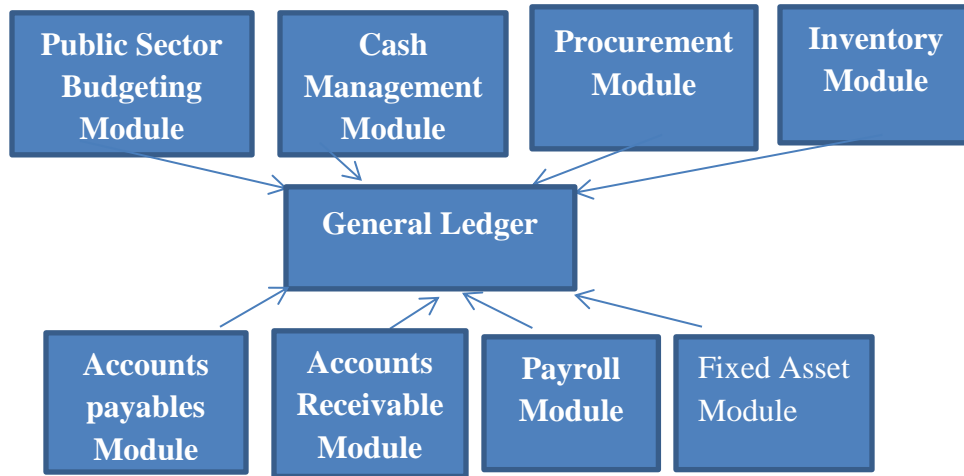 Public Sector
Budgeting
Module
Cash
Management
Module
Procurement
Module
Inventory
Module
General Ledger
Accounts
payables
Module
Accounts
Receivable
Module
Payroll
Module
Fixed Asset
Module